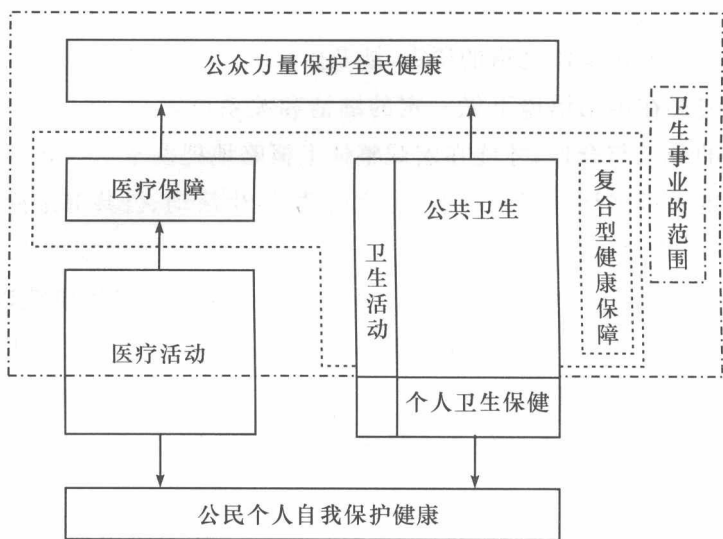 公众力量保护全民健康
卫生事业的范围
医疗保障
公共卫生
复合型健康保障
卫生活动
医疗活动
个人卫生保健
公民个人自我保护健康